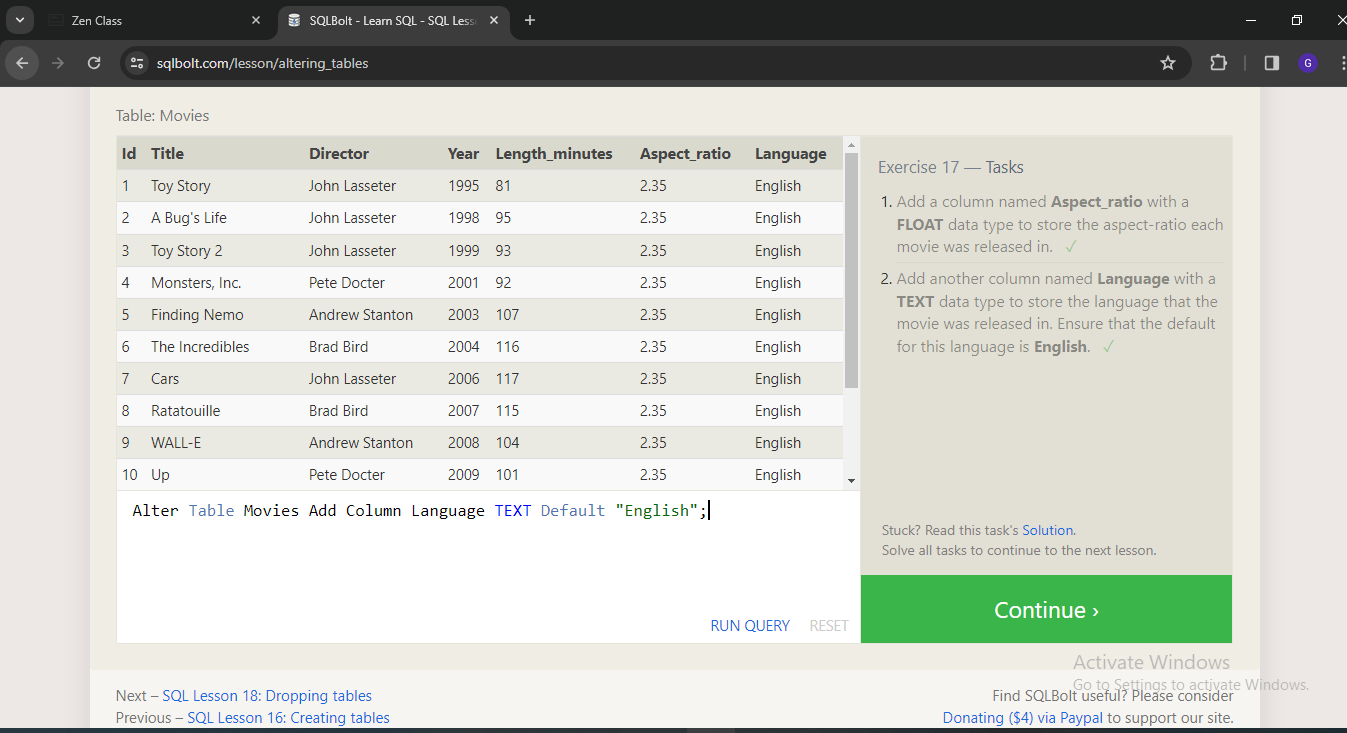 Zen Class
SQLBolt - Learn SQL - SQL Less
sqlbolt.com/lesson/altering_tables
G
Table: Movies
Id Title Director Year Length_minutes Aspect_ratio Language
1 Toy Story John Lasseter 1995 81 2.35 English
2 A Bug's Life John Lasseter 1998 95 2.35 English
3 Toy Story 2 John Lasseter 1999 93 2.35 English
4 Monsters, Inc. Pete Docter 2001 92 2.35 English
5 Finding Nemo Andrew Stanton 2003 107 2.35 English
6 The Incredibles Brad Bird 2004 116 2.35 English
7 Cars John Lasseter 2006 117 2.35 English
8 Ratatouille Brad Bird 2007 115 2.35 English
9 WALL-E Andrew Stanton 2008 104 2.35 English
10 Up Pete Docter 2009 101 2.35 English
Alter Table Movies Add Column Language TEXT Default "English";
RUN QUERY RESET
Exercise 17 — Tasks
1. Add a column named Aspect_ratio with a
FLOAT data type to store the aspect-ratio each
movie was released in. ✓
2. Add another column named Language with a
TEXT data type to store the language that the
movie was released in. Ensure that the default
for this language is English. ✓
Stuck? Read this task's Solution.
Solve all tasks to continue to the next lesson.
Continue ›
Activate Windows
Go to Settings to activate Windows.
Next – SQL Lesson 18: Dropping tables
Previous – SQL Lesson 16: Creating tables
Find SQLBolt useful? Please consider
Donating ($4) via Paypal to support our site.